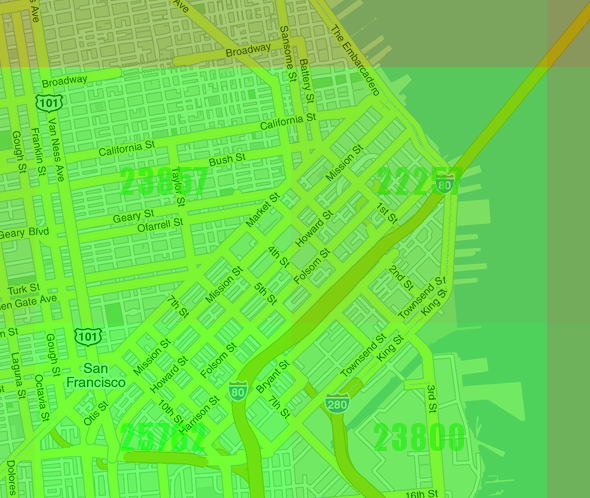 s Ave
Ave
Broadway
Sansome St
The Embarcadero
Battery St
Broadway
101
California St
Gough St
Franklin St
Van Ness Ave
California St
Bush St
Mission St
23857
Taylor St
22257
80
Market St
1st St
Geary St
Ofarrell St
Howard St
Geary Blvd
4th St
Folsom St
Mission St
5th St
2nd St
Turk St
en Gate Ave
7th St
Townsend St
King St
n St
101
Gough St
Mission St
Folsom St
Townsend St
King St
Laguna St
San
Francisco
Howard St
Bryant St
Octavia St
80
280
3rd St
Otis St
10th St
Harrison St
7th St
25762
23800
Dolores
16th St